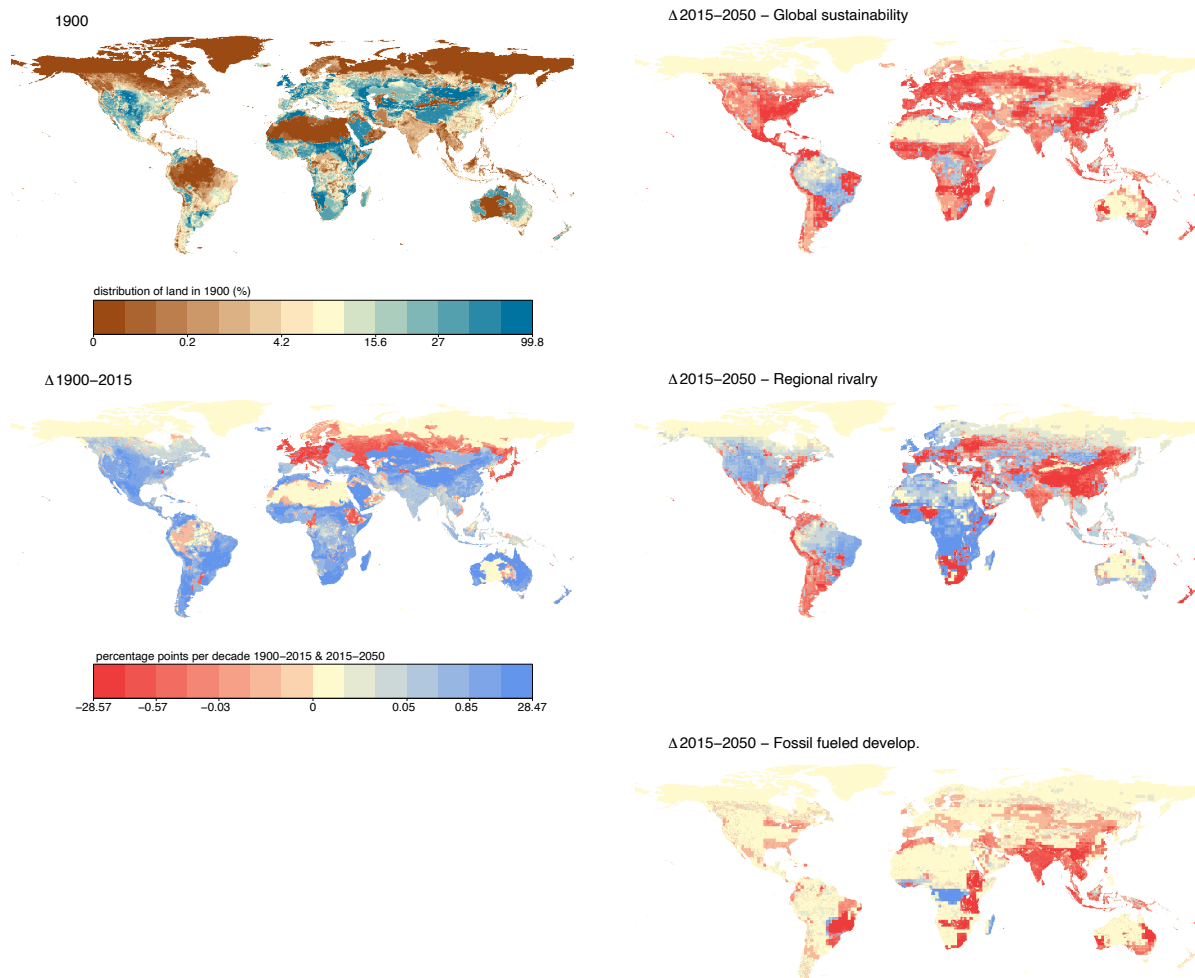 1900
distribution of land in 1900 (%)
0 0.2 4.2 15.6 27 99.8
Δ1900−2015
percentage points per decade 1900−2015 & 2015−2050
−28.57 −0.57 −0.03 0 0.05 0.85 28.47
Δ2015−2050 − Global sustainability
Δ2015−2050 − Regional rivalry
Δ2015−2050 − Fossil fueled develop.